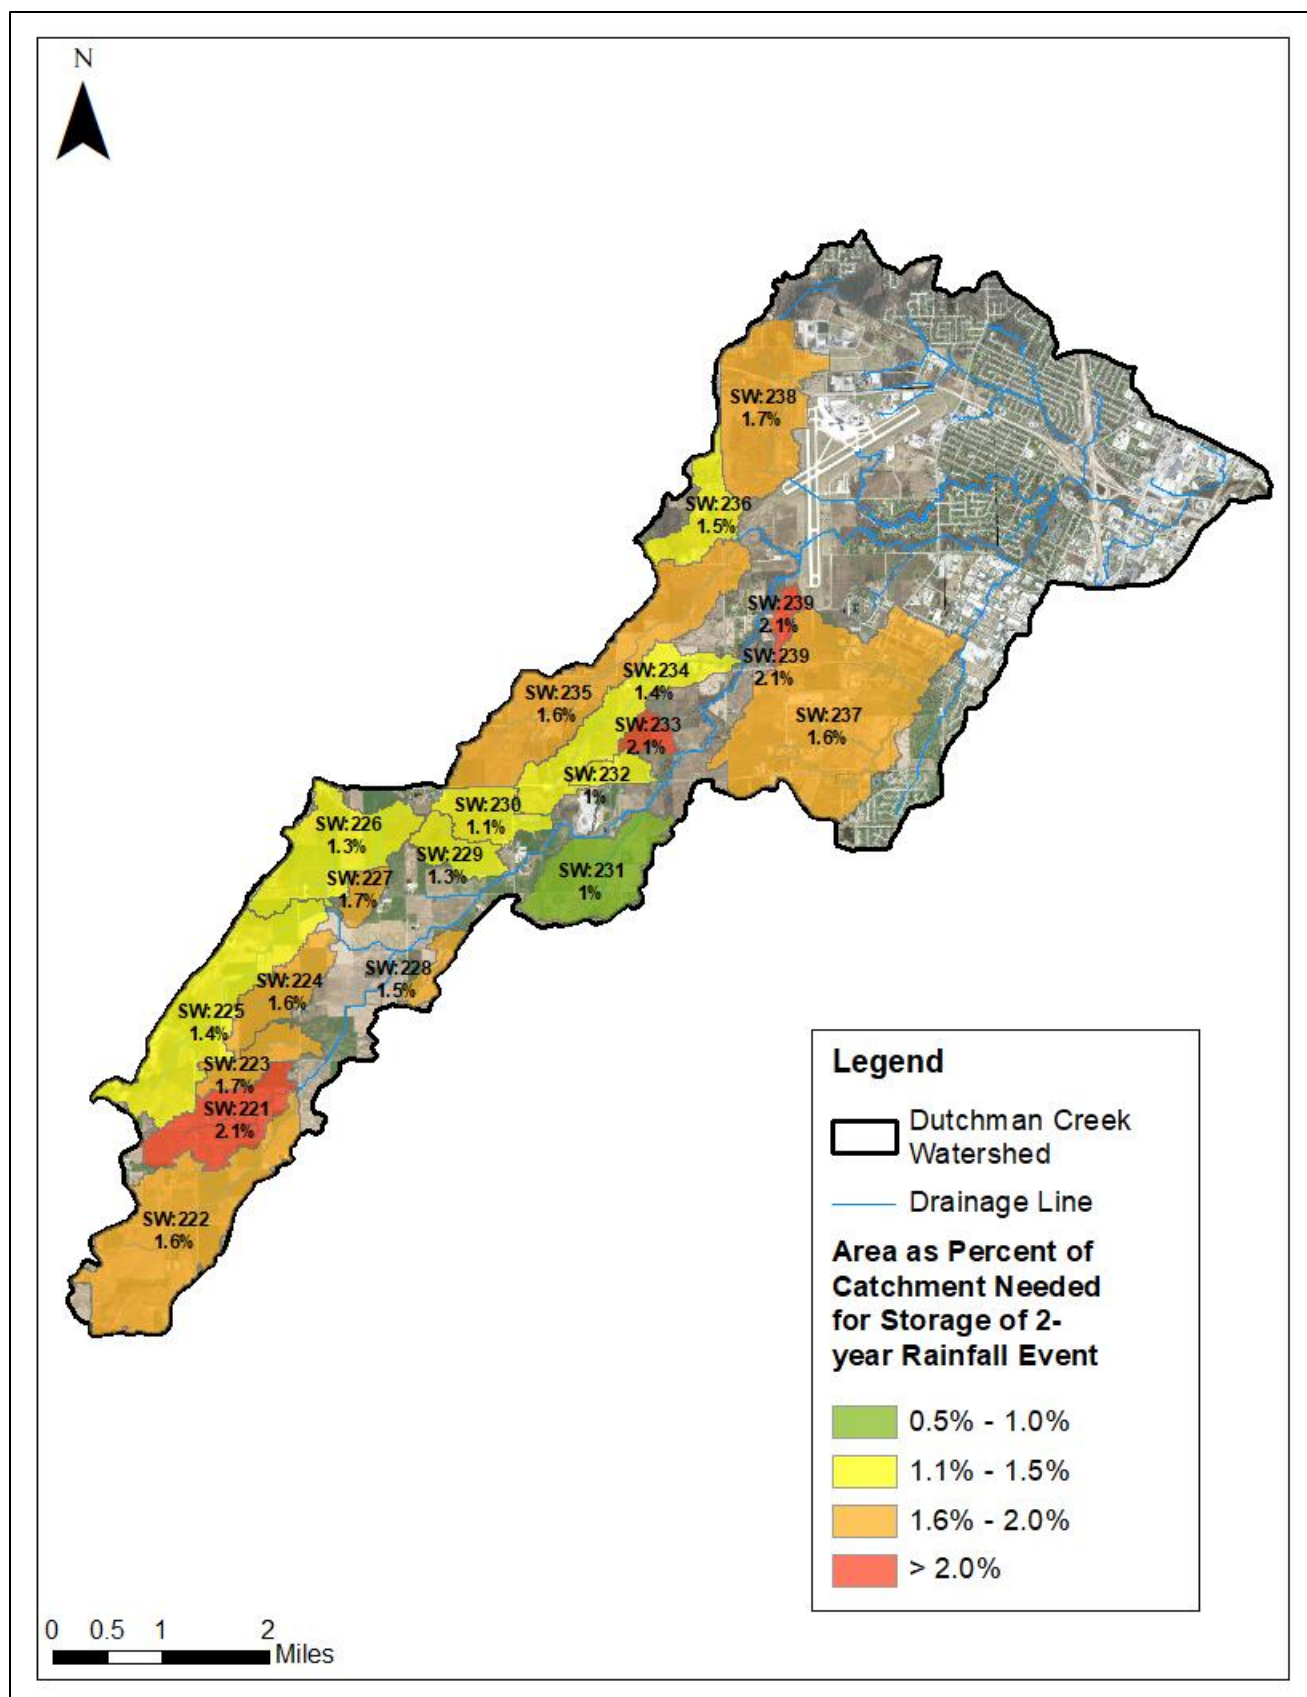 N
SW:238
1.7%
SW:236
1.5%
SW:239
2.1%
SW:239
2.1%
SW:234
1.4%
SW:235
1.6%
SW:233
2.1%
SW:237
1.6%
SW:232
1%
SW:230
1.1%
SW:226
1.3%
SW:229
1.3%
SW:231
1%
SW:227
1.7%
SW:228
1.5%
SW:224
1.6%
SW:225
1.4%
SW:223
1.7%
SW:221
2.1%
SW:222
1.6%
Legend
Dutchman Creek
Watershed
Drainage Line
Area as Percent of
Catchment Needed
for Storage of 2-
year Rainfall Event
0.5% - 1.0%
1.1% - 1.5%
1.6% - 2.0%
> 2.0%
0 0.5 1 2
Miles